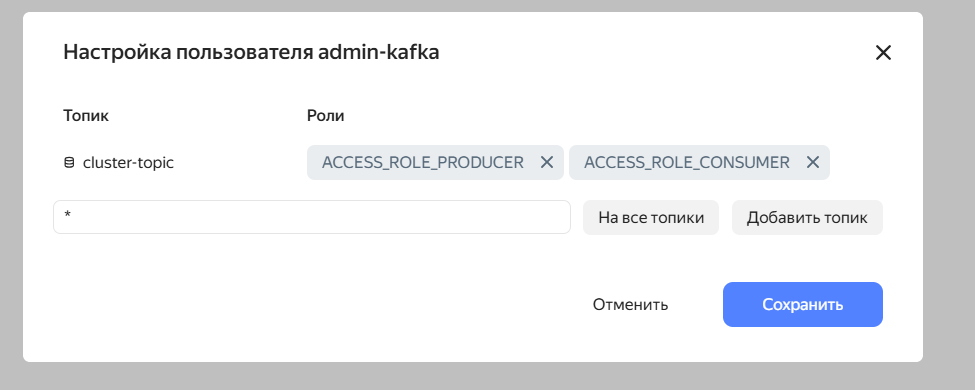 Настройка пользователя admin-kafka
Топик Роли
cluster-topic ACCESS_ROLE_PRODUCER ACCESS_ROLE_CONSUMER
* На все топики Добавить топик
Отменить Сохранить